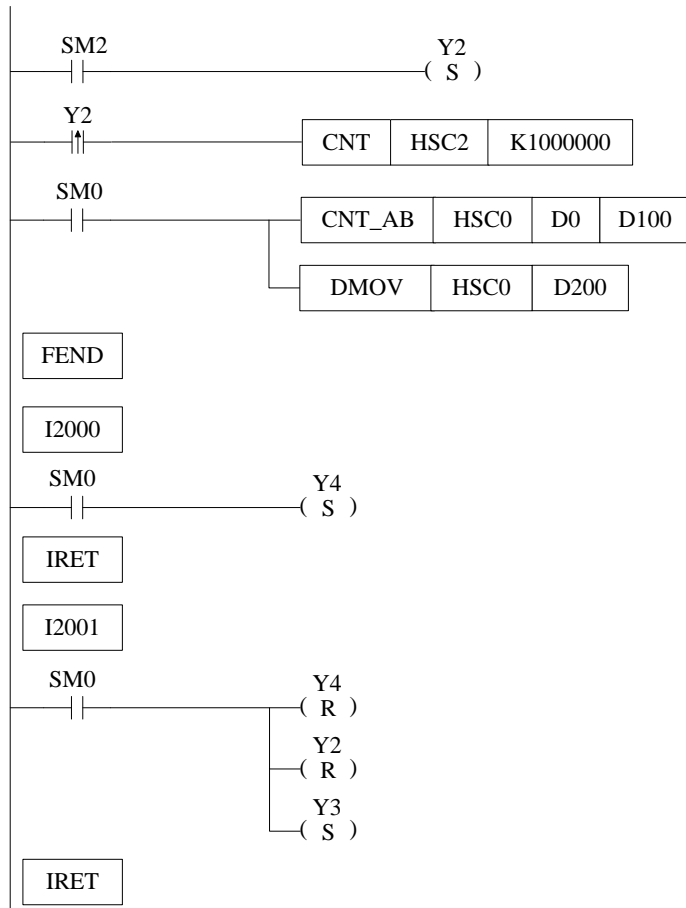 SM2
Y2
( S )
Y2
CNT HSC2 K1000000
SM0
CNT_AB HSC0 D0 D100
DMOV HSC0 D200
FEND
I2000
SM0
Y4
( S )
IRET
I2001
SM0
Y4
( R )
Y2
( R )
Y3
( S )
IRET